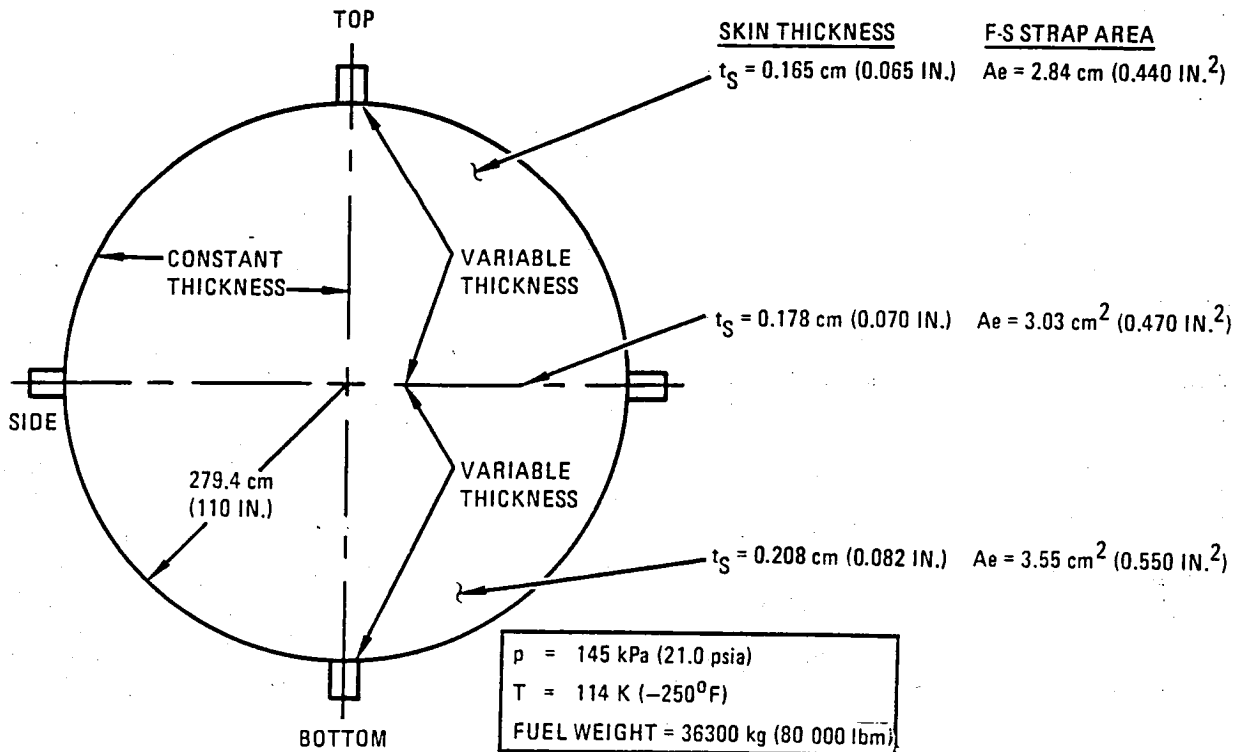 TOP
SKIN THICKNESS F-S STRAP AREA
tS = 0.165 cm (0.065 IN.) Ae = 2.84 cm (0.440 IN.2)
CONSTANT
THICKNESS
VARIABLE
THICKNESS
tS = 0.178 cm (0.070 IN.) Ae = 3.03 cm2 (0.470 IN.2)
SIDE
279.4 cm
(110 IN.)
VARIABLE
THICKNESS
tS = 0.208 cm (0.082 IN.) Ae = 3.55 cm2 (0.550 IN.2)
p = 145 kPa (21.0 psia)
T = 114 K (−250°F)
FUEL WEIGHT = 36300 kg (80 000 lbm)
BOTTOM